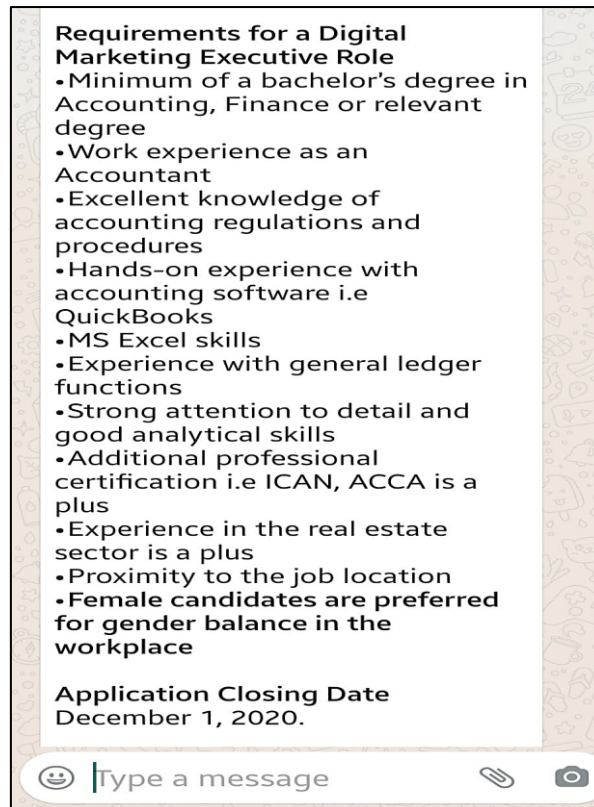 Requirements for a Digital
Marketing Executive Role
•Minimum of a bachelor's degree in
Accounting, Finance or relevant
degree
•Work experience as an
Accountant
•Excellent knowledge of
accounting regulations and
procedures
•Hands-on experience with
accounting software i.e
QuickBooks
•MS Excel skills
•Experience with general ledger
functions
•Strong attention to detail and
good analytical skills
•Additional professional
certification i.e ICAN, ACCA is a
plus
•Experience in the real estate
sector is a plus
•Proximity to the job location
•Female candidates are preferred
for gender balance in the
workplace
Application Closing Date
December 1, 2020.
Type a message